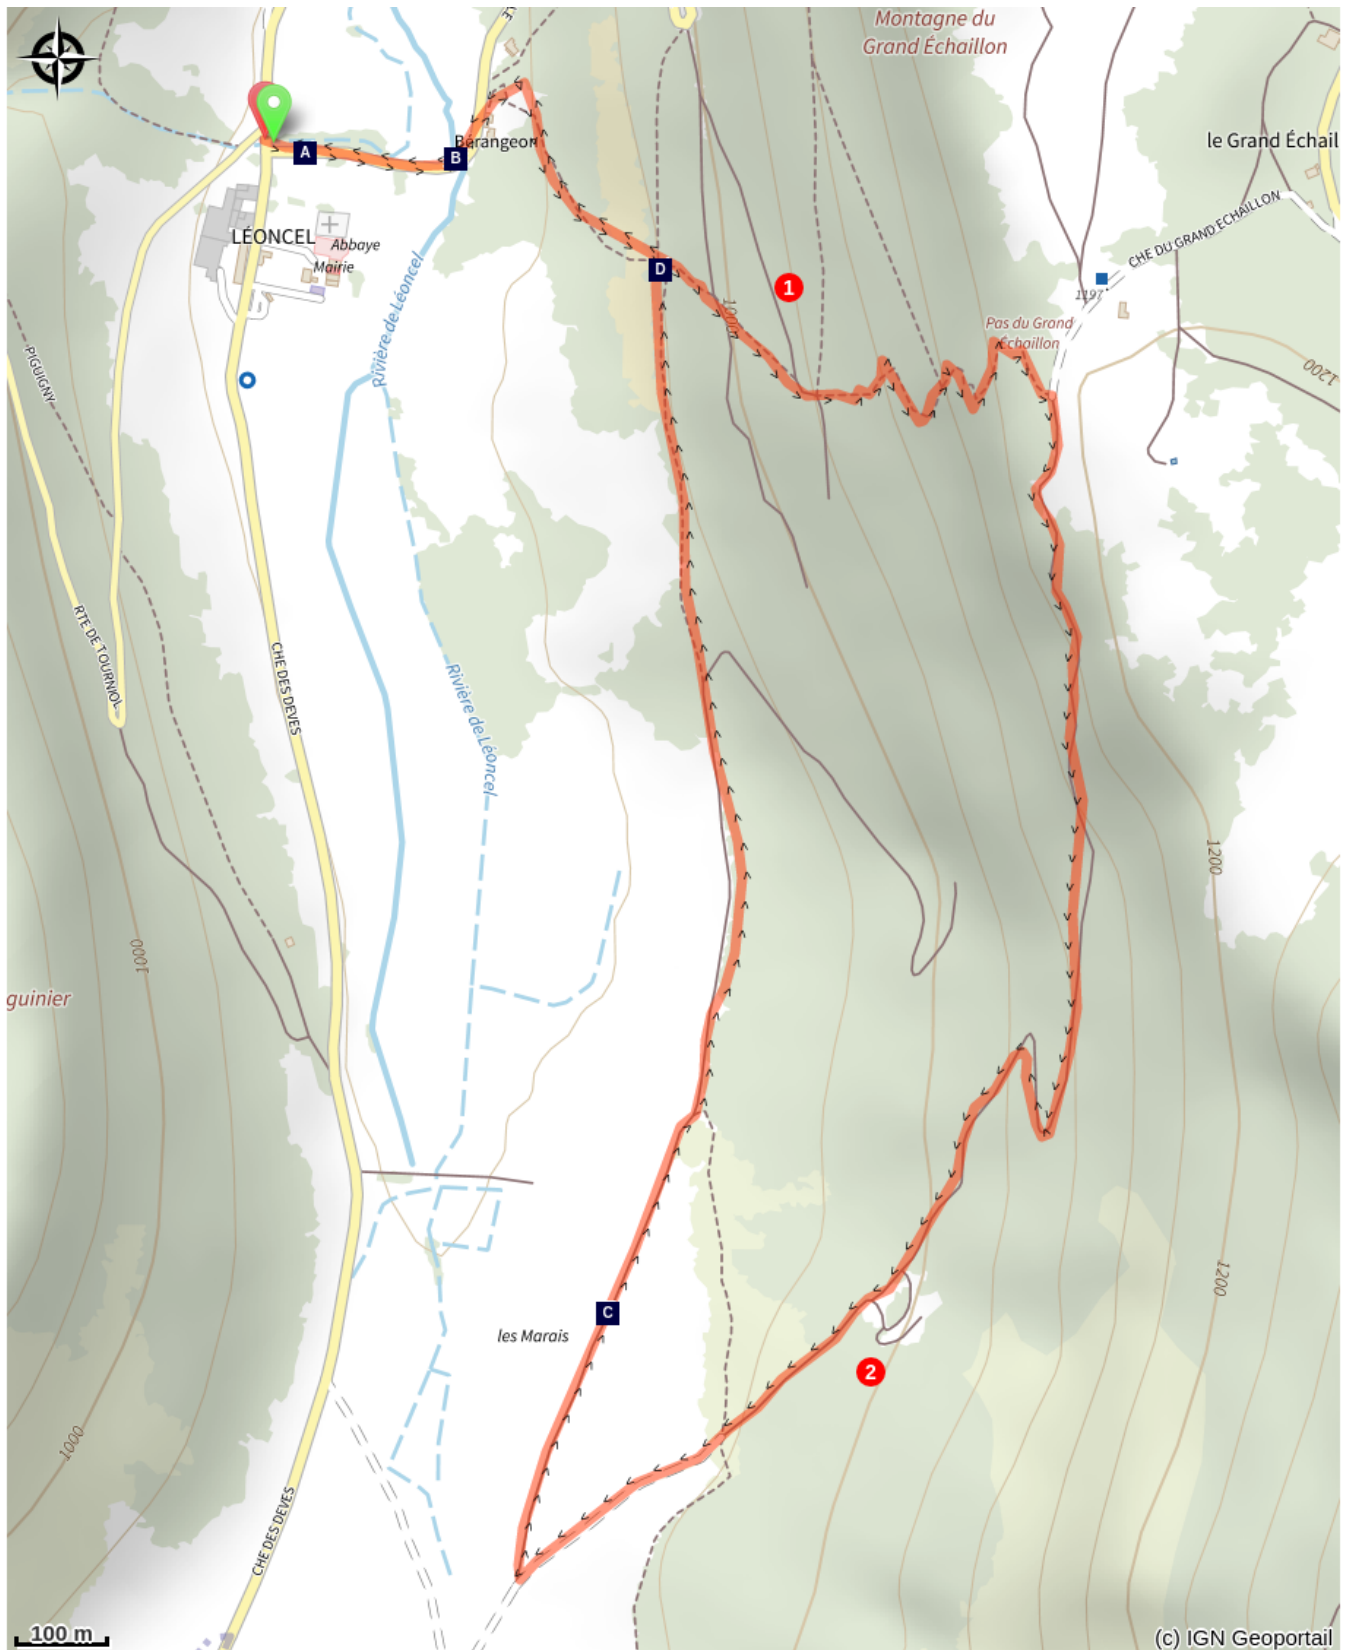 Montagne du
Grand Échaillon
Bérangeon
A
B
le Grand Échail
CHE DU GRAND ECHAILLON
LÉONCEL
Abbaye
Mairie
D
1
1197
1000
Pas du Grand
Échaillon
Rivière de Léoncel
PIGUIGNY
1200
RTE DE TOURNIOL
CHE DES DEVES
Rivière de Léoncel
1200
1000
guinier
1200
C
les Marais
2
1000
CHE DES DEVES
100 m
(c) IGN Geoportail